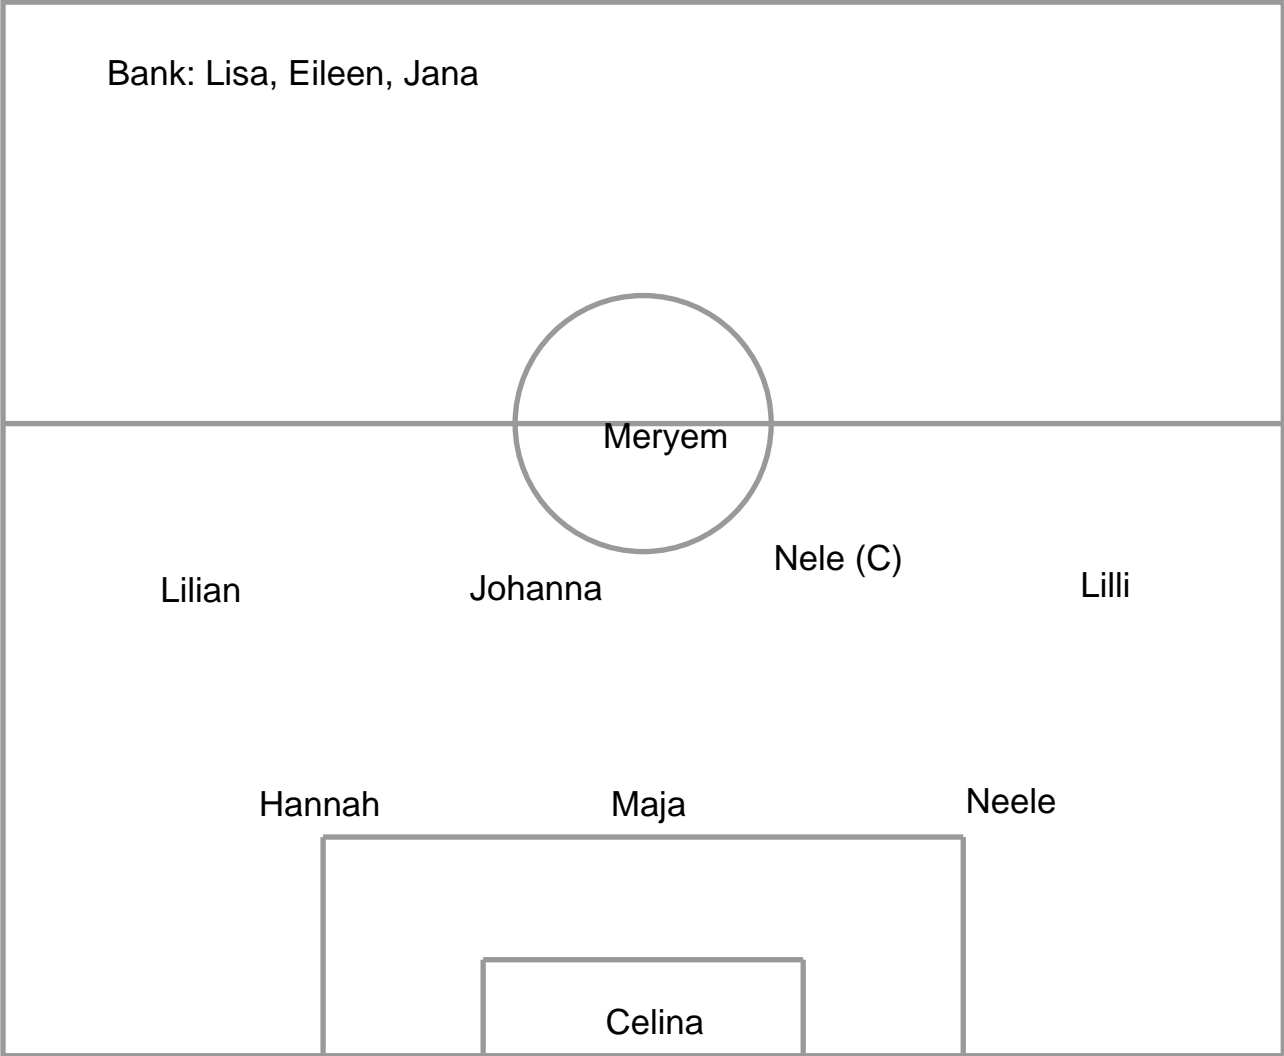 Bank: Lisa, Eileen, Jana
Meryem
Nele (C)
Lilian Johanna Lilli
Hannah Maja Neele
Celina